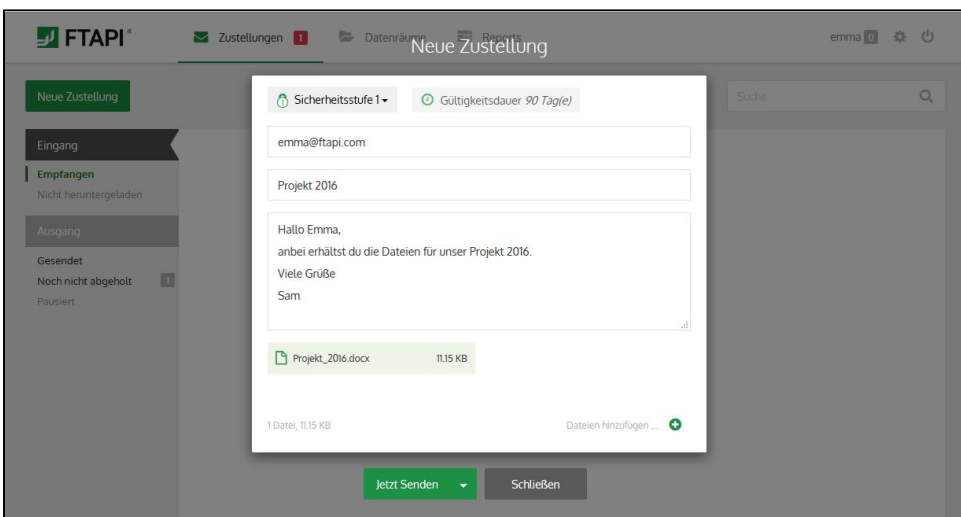 FTAPI®
Zustellungen 1
Datenräume
Reports
emma 0
Neue Zustellung
Neue Zustellung
Sicherheitsstufe 1
Gültigkeitsdauer 90 Tag(e)
Suche
Eingang
Empfangen
Nicht heruntergeladen
Ausgang
Gesendet
Noch nicht abgeholt 1
Pausiert
emma@ftapi.com
Projekt 2016
Hallo Emma,
anbei erhältst du die Dateien für unser Projekt 2016.
Viele Grüße
Sam
Projekt_2016.docx 11.15 KB
1 Datei, 11.15 KB
Dateien hinzufügen ...
Jetzt Senden
Schließen